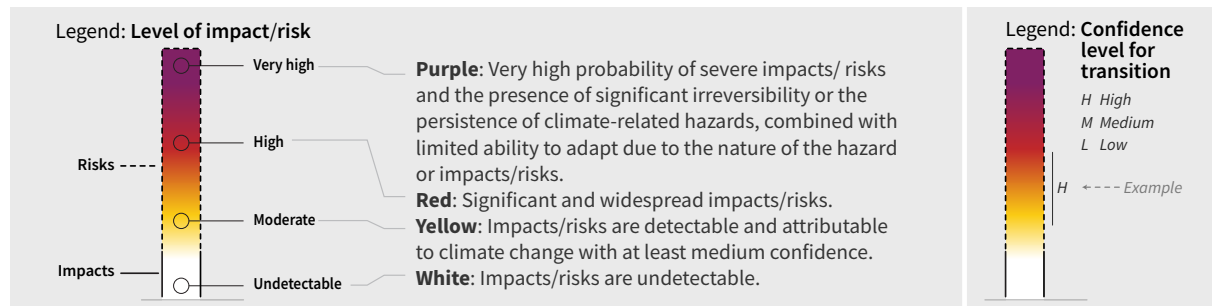 Legend: Level of impact/risk
Very high
High
Risks
Moderate
Impacts
Undetectable
Purple: Very high probability of severe impacts/ risks
and the presence of significant irreversibility or the
persistence of climate-related hazards, combined with
limited ability to adapt due to the nature of the hazard
or impacts/risks.
Red: Significant and widespread impacts/risks.
Yellow: Impacts/risks are detectable and attributable
to climate change with at least medium confidence.
White: Impacts/risks are undetectable.
Legend: Confidence
level for
transition
H High
M Medium
L Low
H Example